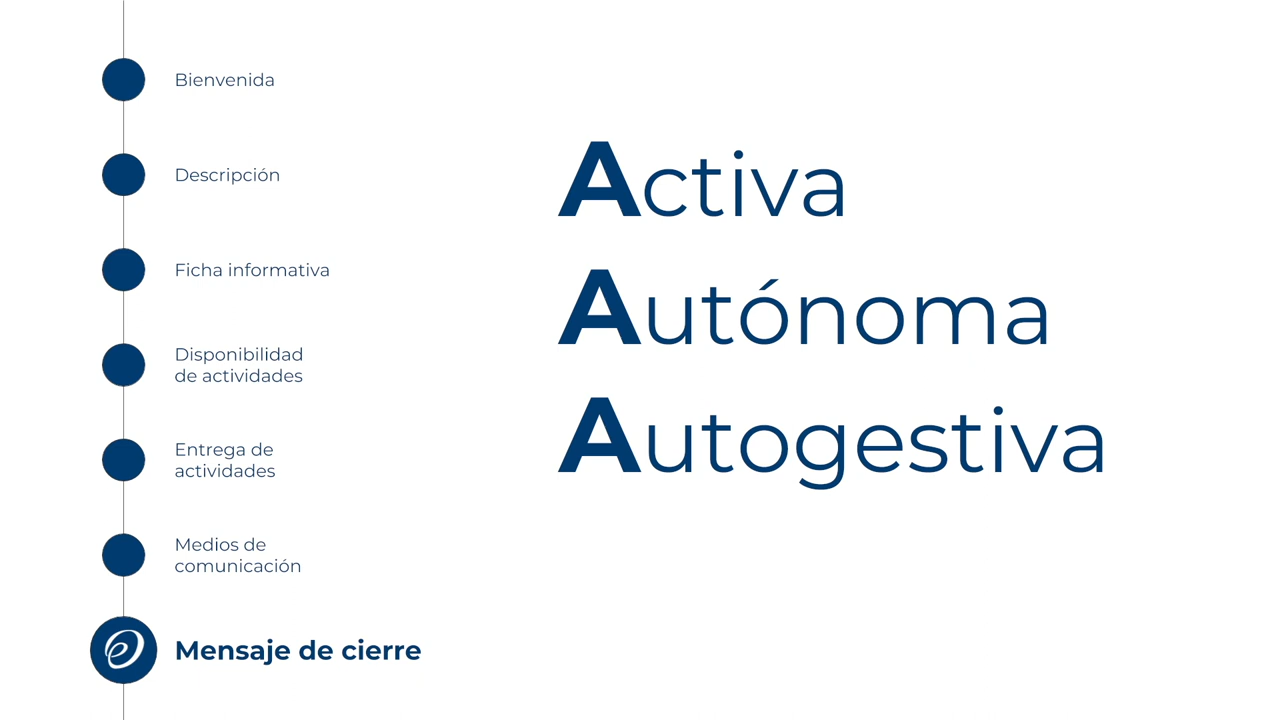 Bienvenida
Descripción
Ficha informativa
Disponibilidad
de actividades
Entrega de
actividades
Medios de
comunicación
Mensaje de cierre
Activa
Autónoma
Autogestiva